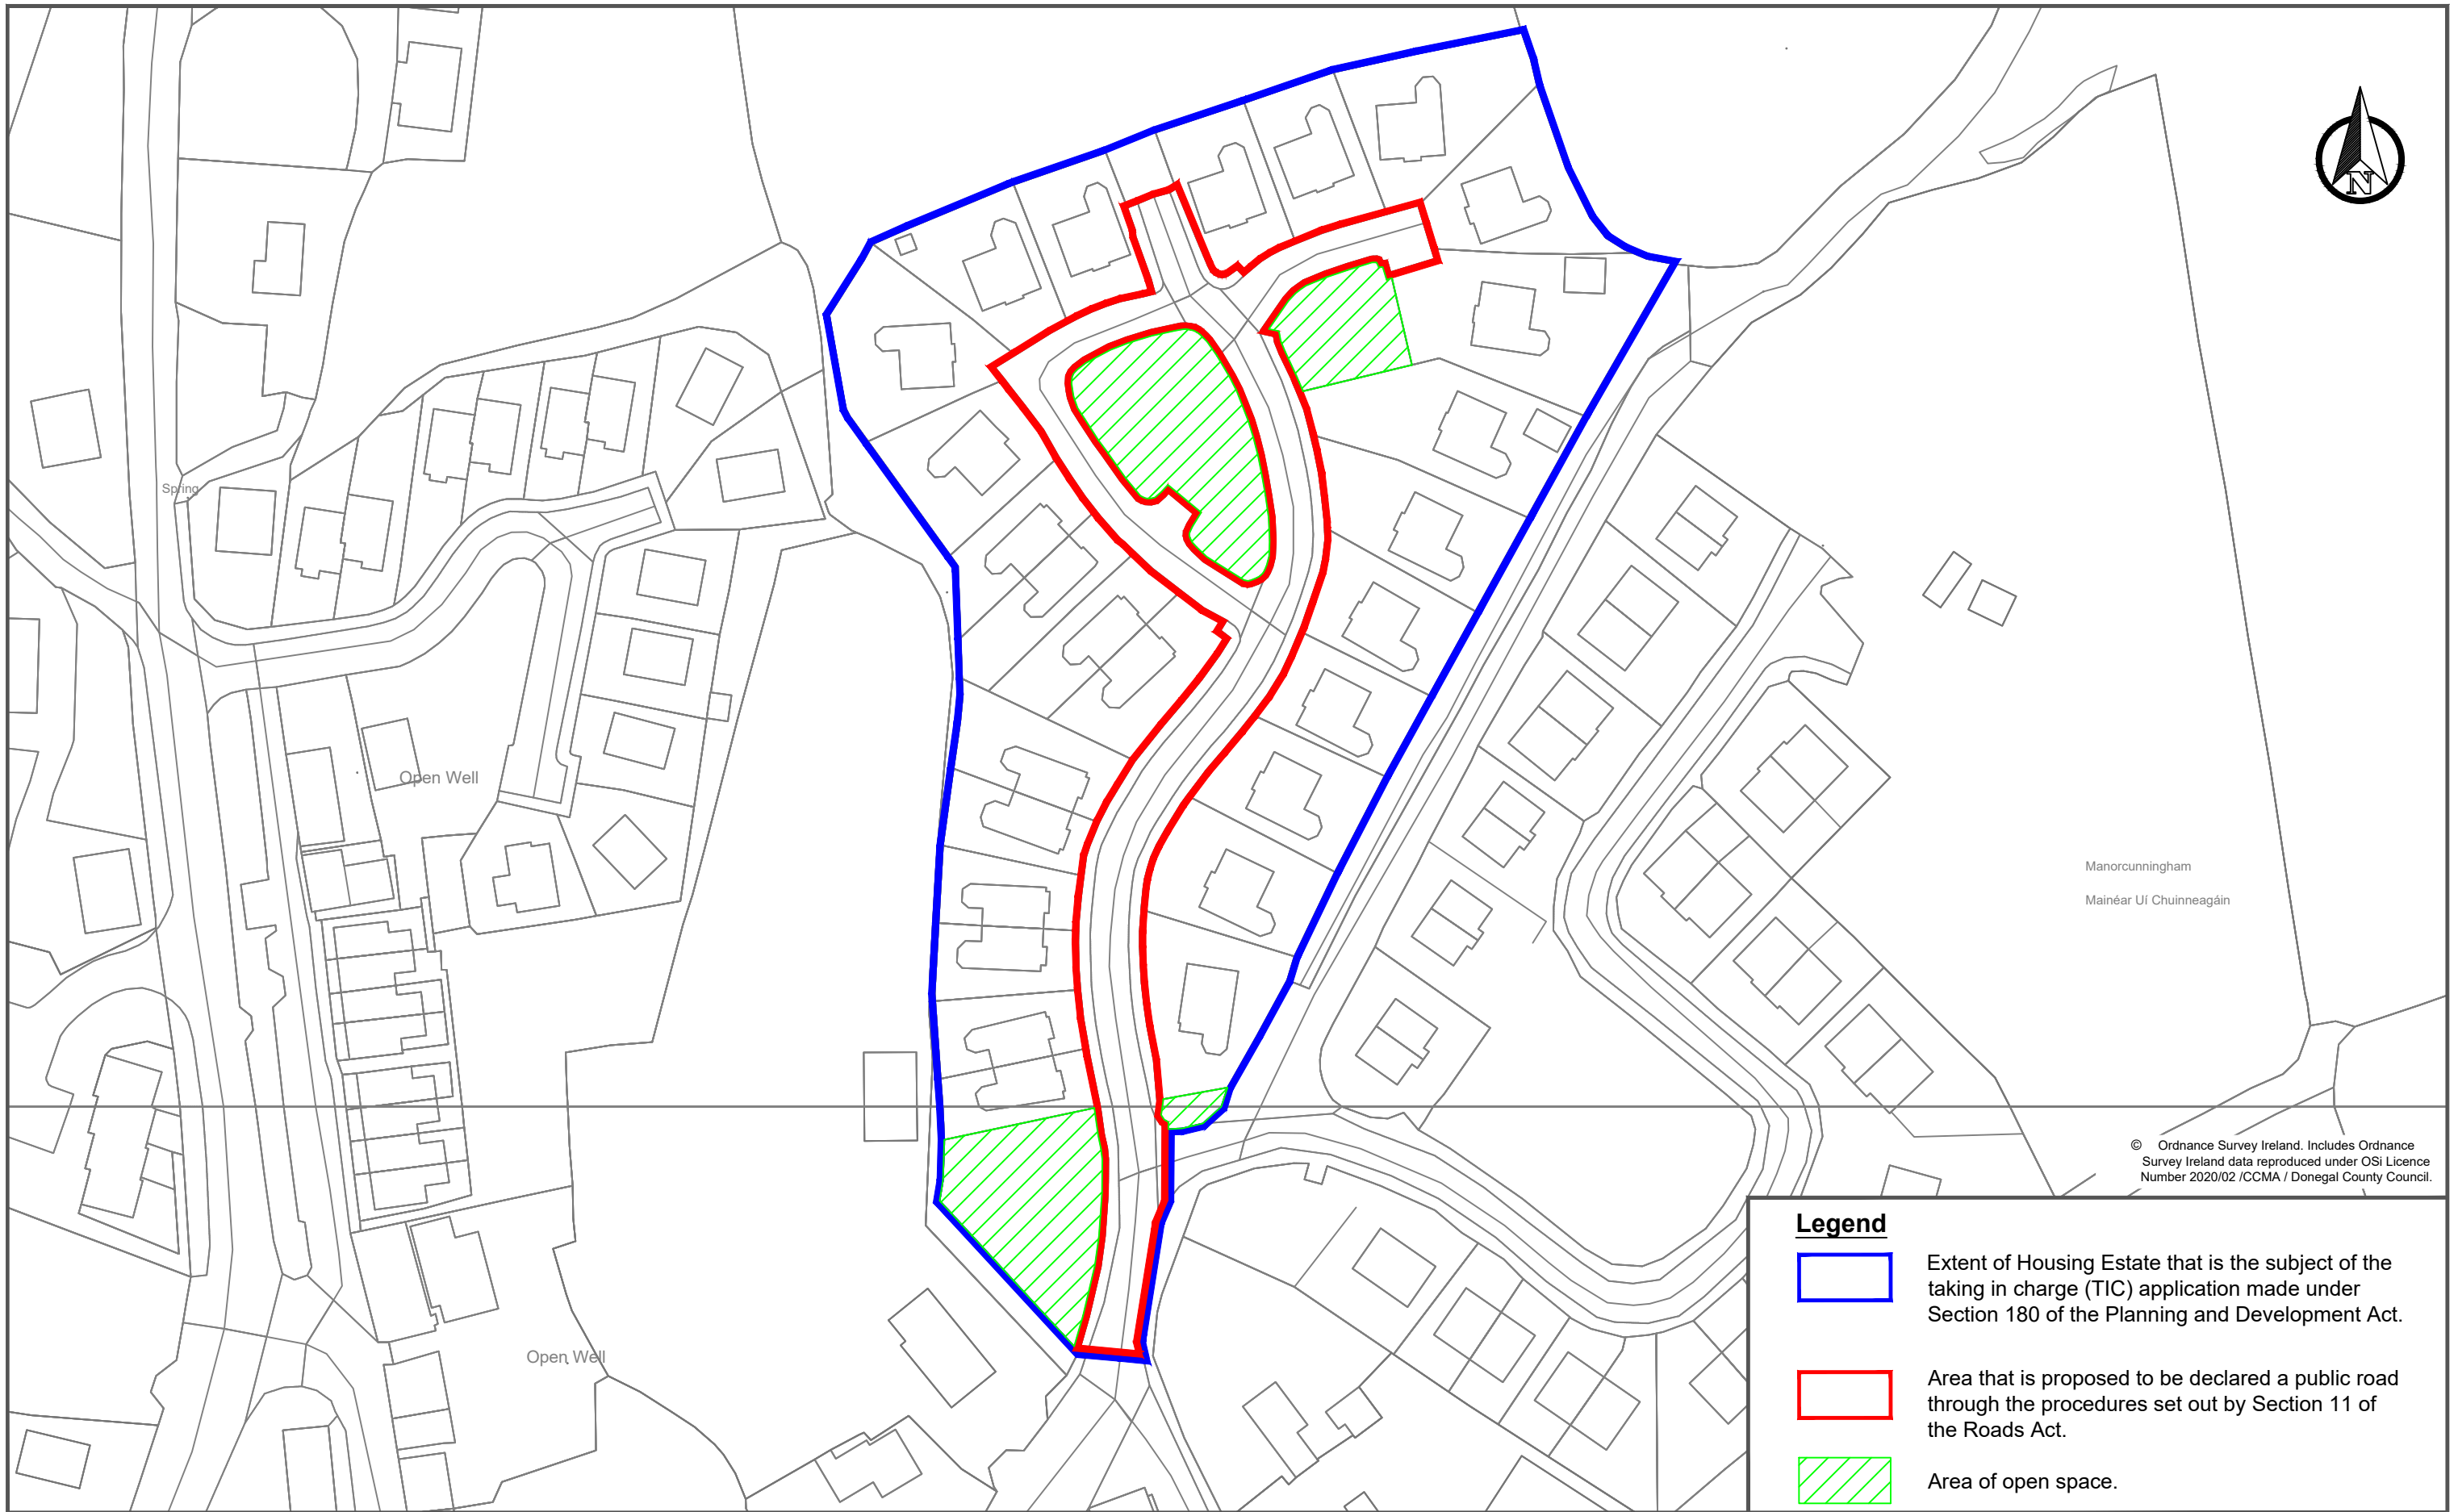 N
Spring
Open Well
Manorcunningham
Mainéar Uí Chuinneagáin
Open Well
© Ordnance Survey Ireland. Includes Ordnance
Survey Ireland data reproduced under OSi Licence
Number 2020/02 /CCMA / Donegal County Council.
Legend
Extent of Housing Estate that is the subject of the
taking in charge (TIC) application made under
Section 180 of the Planning and Development Act.
Area that is proposed to be declared a public road
through the procedures set out by Section 11 of
the Roads Act.
Area of open space.